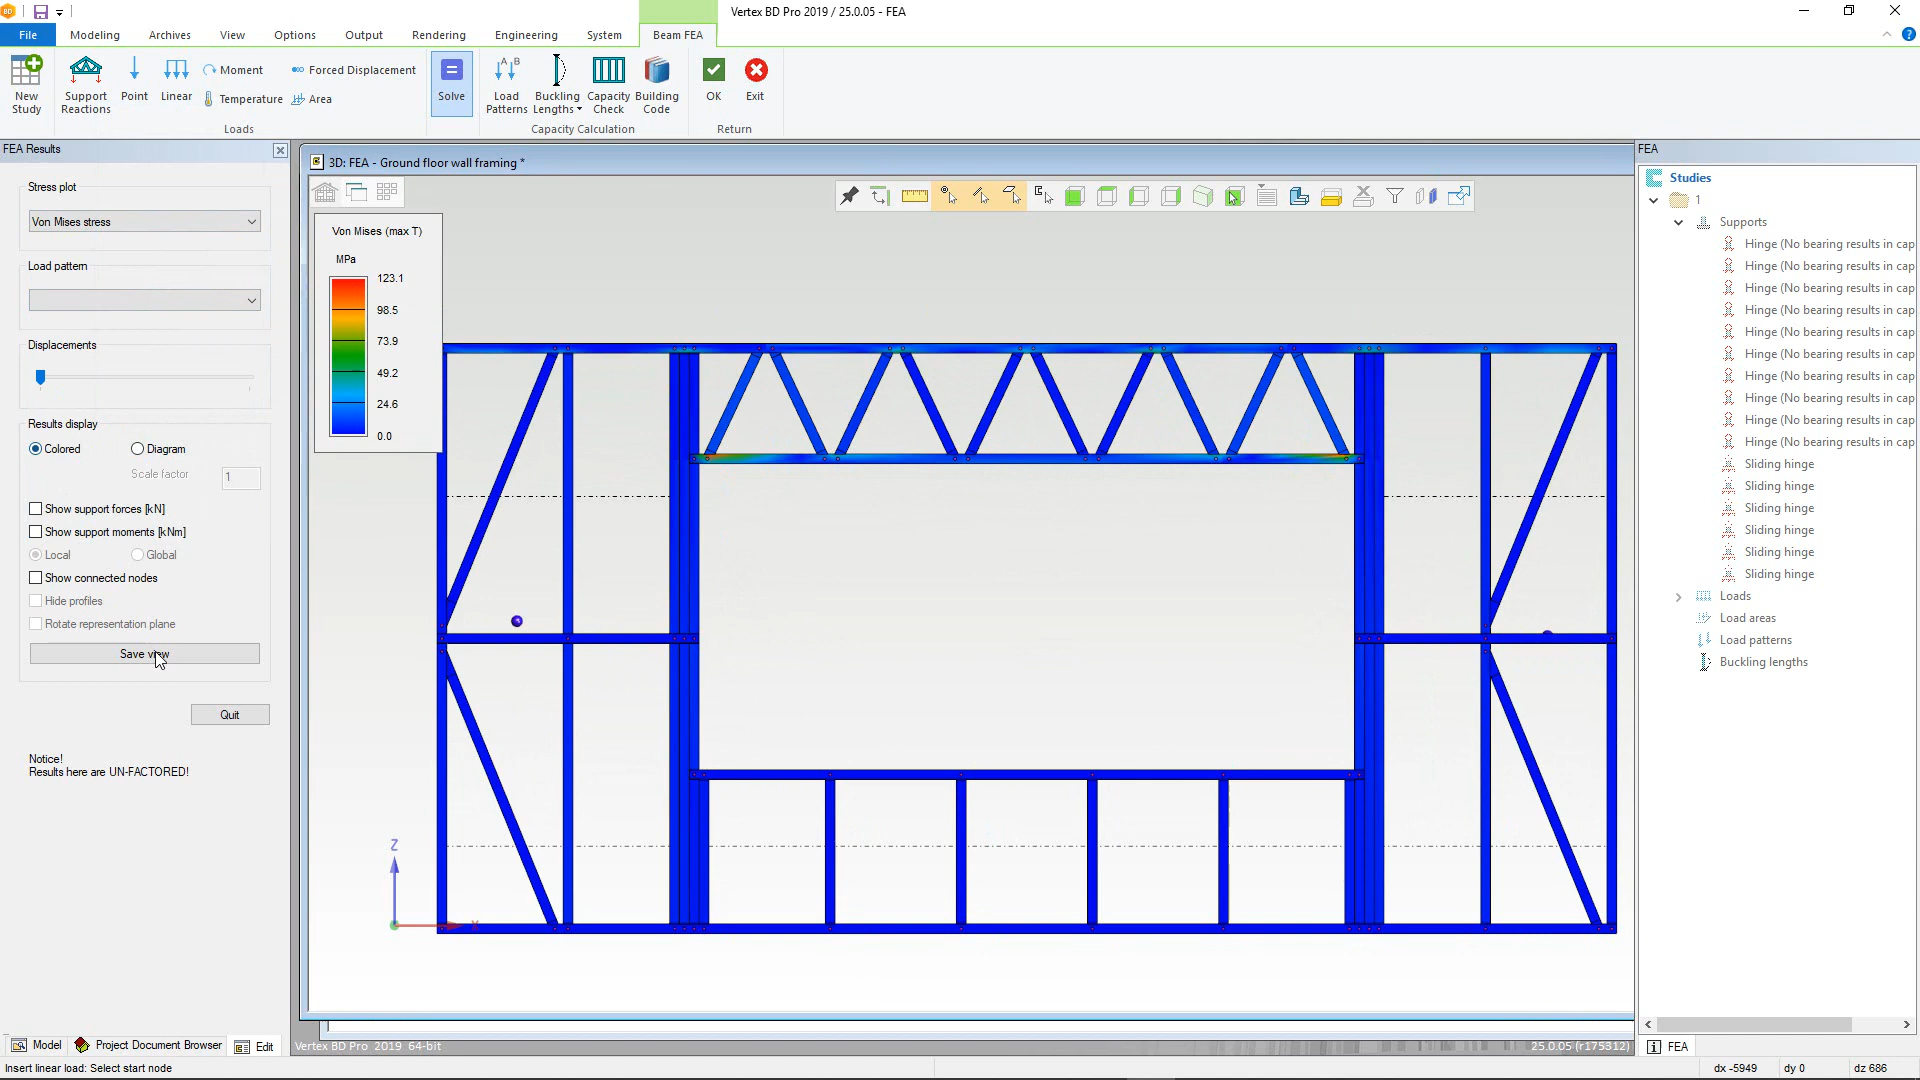 BD
Vertex BD Pro 2019 / 25.0.05 - FEA
File
Modeling
Archives
View
Options
Output
Rendering
Engineering
System
Beam FEA
New
Study
Support
Reactions
Point
Linear
Moment
Temperature
Forced Displacement
Area
Loads
Solve
Load
Patterns
Buckling
Lengths
Capacity
Check
Building
Code
Capacity Calculation
OK
Exit
Return
FEA Results
Stress plot
Von Mises stress
Load pattern
Displacements
Results display
Colored
Diagram
Scale factor
1
Show support forces [kN]
Show support moments [kNm]
Local
Global
Show connected nodes
Hide profiles
Rotate representation plane
Save view
Quit
Notice!
Results here are UN-FACTORED!
Model
Project Document Browser
Edit
3D: FEA - Ground floor wall framing *
Von Mises (max T)
MPa
123.1
98.5
73.9
49.2
24.6
0.0
Z
X
Vertex BD Pro 2019 64-bit
25.0.05 (r175312)
FEA
Studies
1
Supports
Hinge (No bearing results in cap
Hinge (No bearing results in cap
Hinge (No bearing results in cap
Hinge (No bearing results in cap
Hinge (No bearing results in cap
Hinge (No bearing results in cap
Hinge (No bearing results in cap
Hinge (No bearing results in cap
Hinge (No bearing results in cap
Hinge (No bearing results in cap
Sliding hinge
Sliding hinge
Sliding hinge
Sliding hinge
Sliding hinge
Sliding hinge
Loads
Load areas
Load patterns
Buckling lengths
FEA
Insert linear load: Select start node
dx -5949
dy 0
dz 686